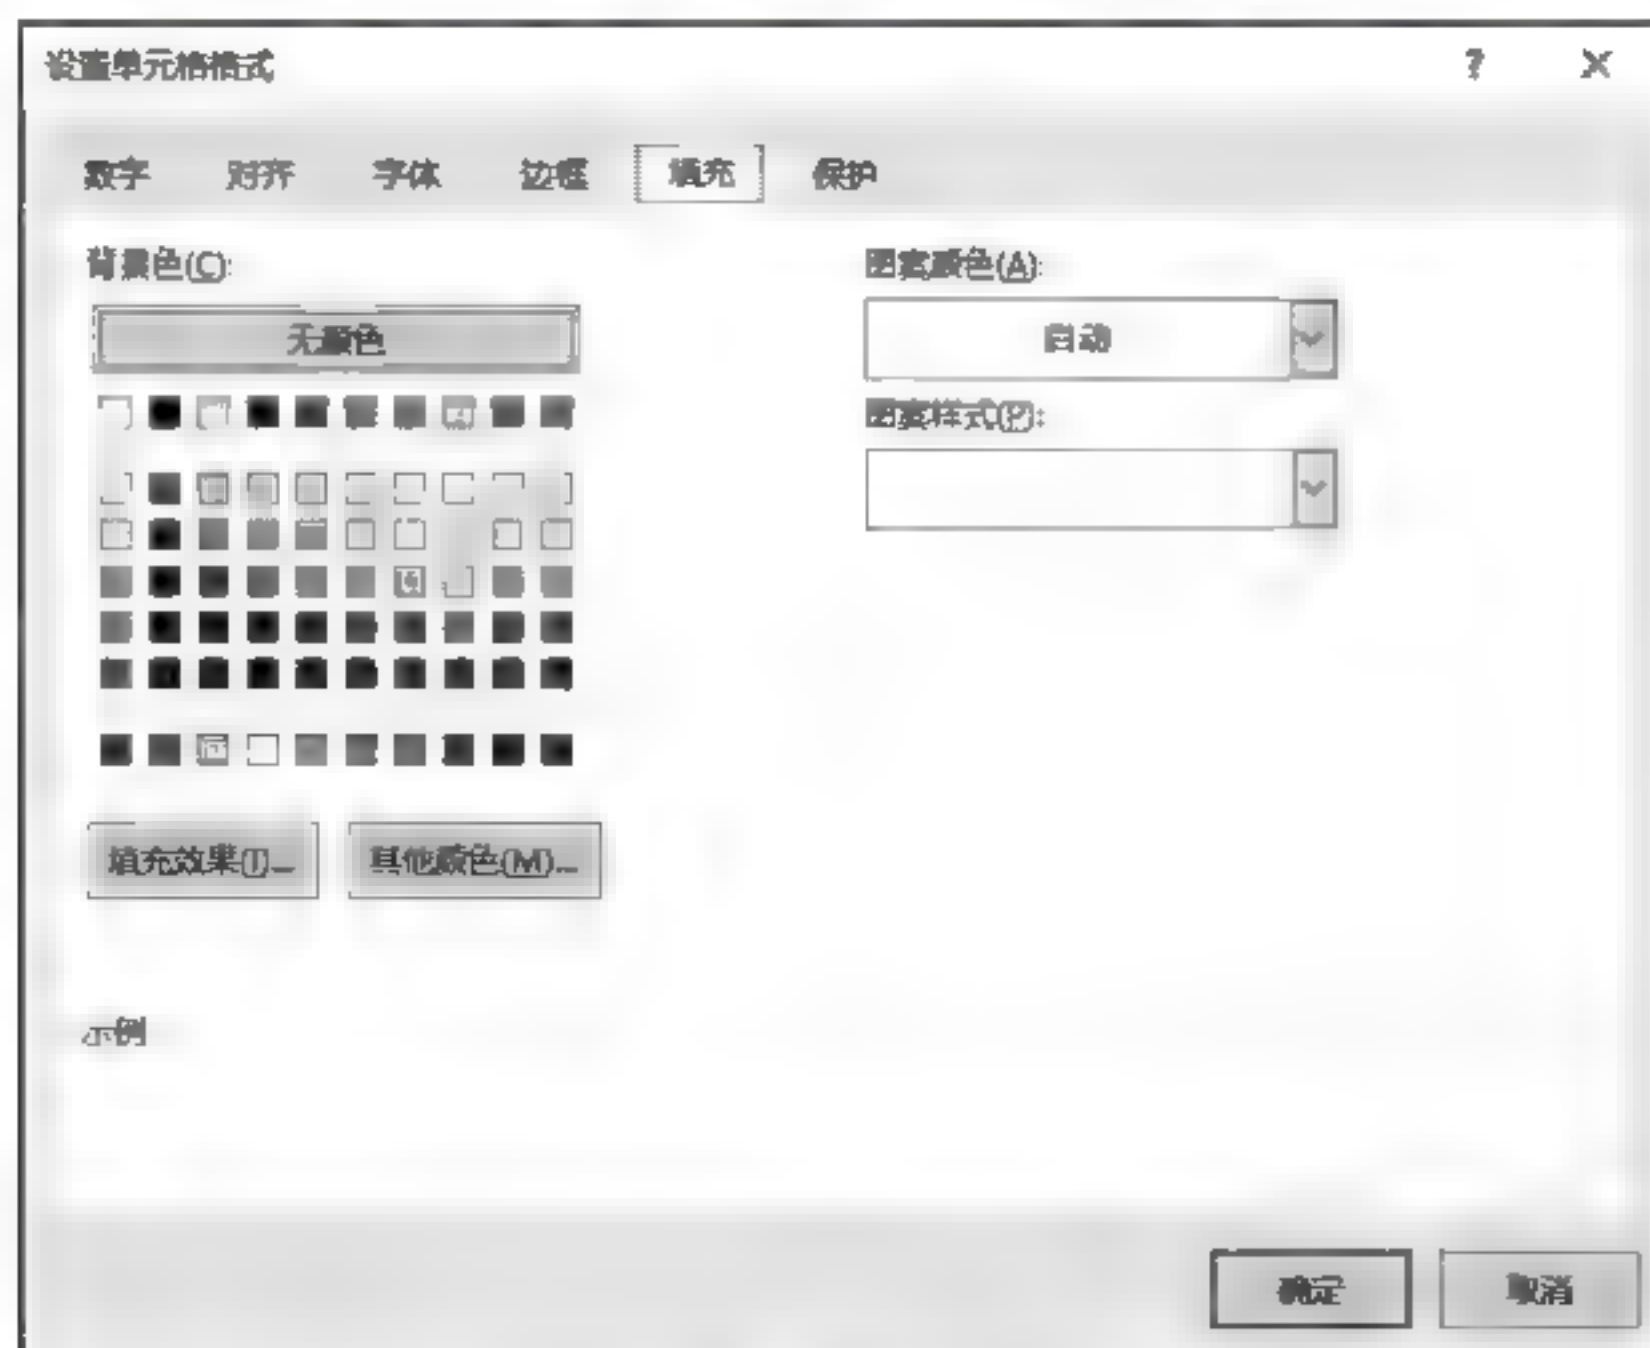 设置单元格格式
? ×
数字 对齐 字体 边框 填充 保护
背景色(C):
无颜色
图案颜色(A):
自动
图案样式(P):
填充效果(I)... 其他颜色(M)...
示例
确定 取消